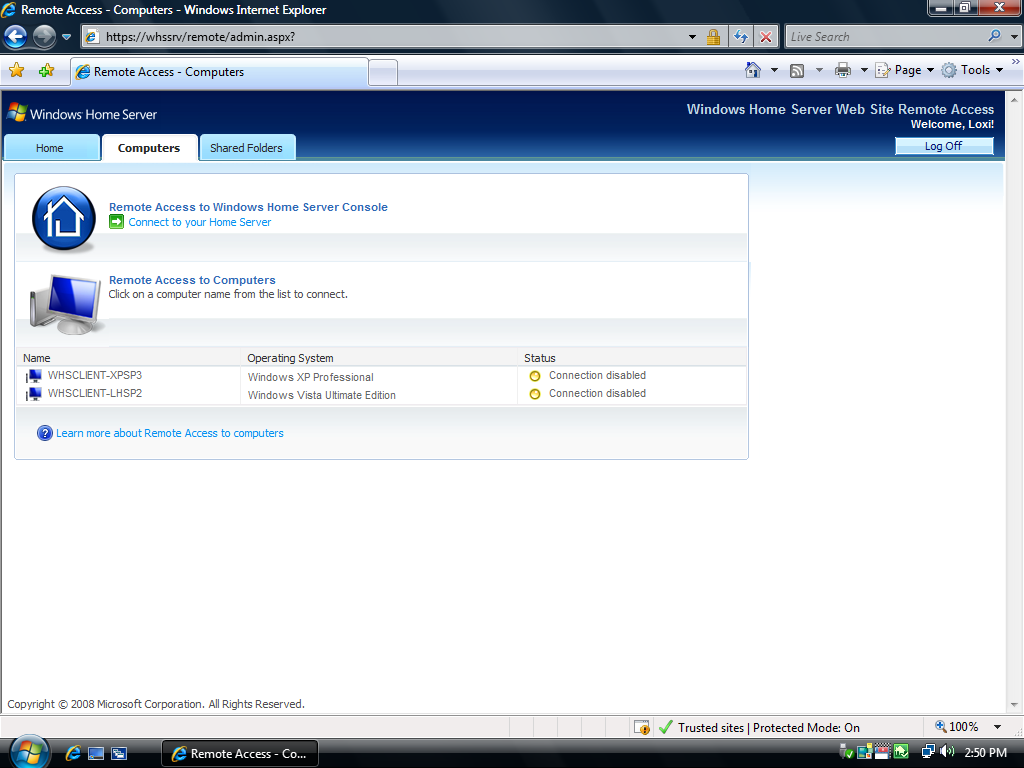 Remote Access - Computers - Windows Internet Explorer
https://whssrv/remote/admin.aspx?
Live Search
Remote Access - Computers
Page
Tools
Windows Home Server
Windows Home Server Web Site Remote Access
Welcome, Loxi!
Home
Computers
Shared Folders
Log Off
Remote Access to Windows Home Server Console
Connect to your Home Server
Remote Access to Computers
Click on a computer name from the list to connect.
Name Operating System Status
WHSCLIENT-XPSP3 Windows XP Professional Connection disabled
WHSCLIENT-LHSP2 Windows Vista Ultimate Edition Connection disabled
Learn more about Remote Access to computers
Copyright © 2008 Microsoft Corporation. All Rights Reserved.
Trusted sites | Protected Mode: On
100%
Remote Access - Co...
2:50 PM